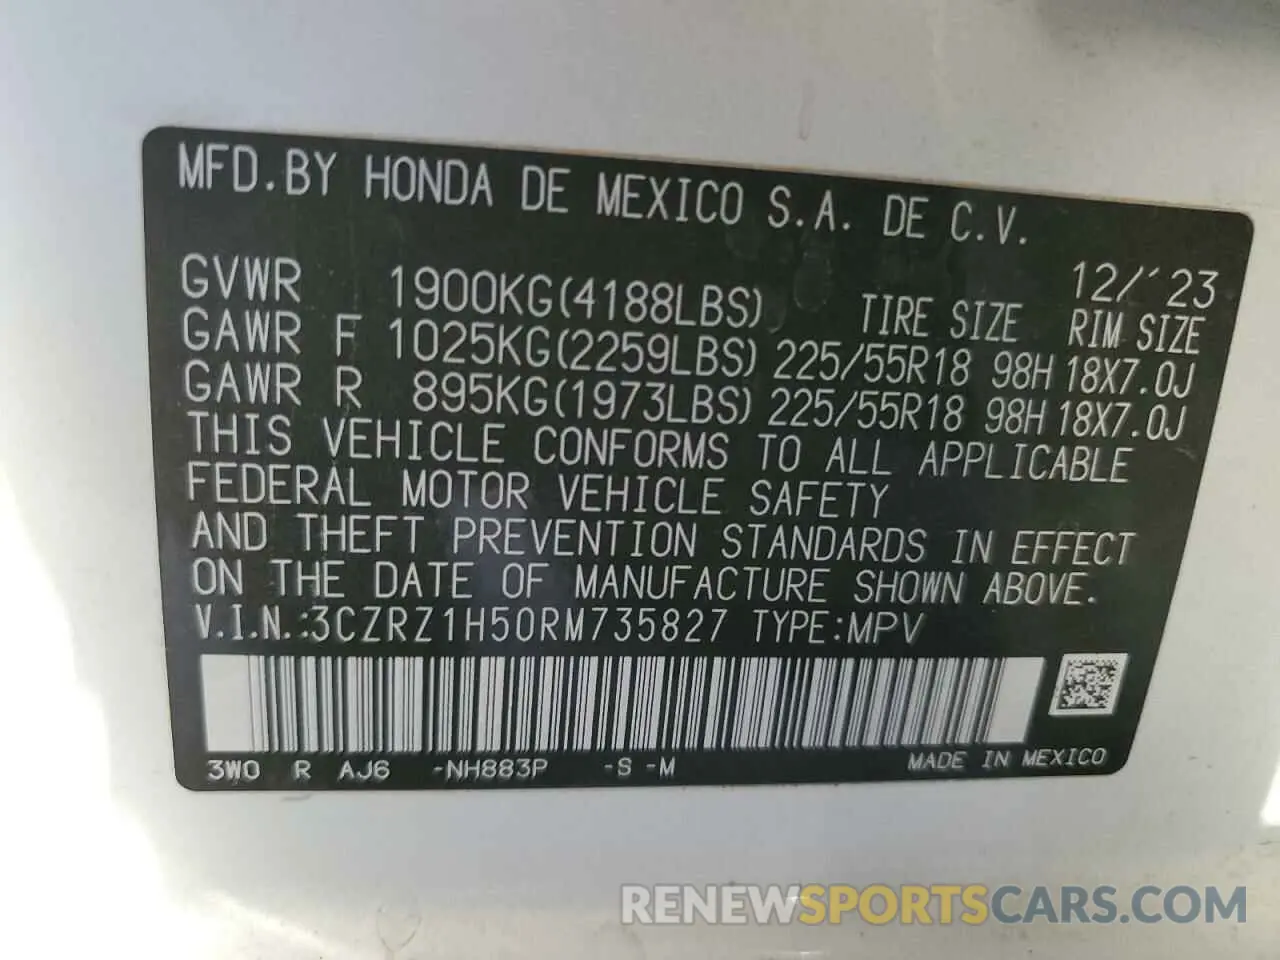 MFD.BY HONDA DE MEXICO S.A. DE C.V.
12/´23
GVWR 1900KG(4188LBS) TIRE SIZE RIM SIZE
GAWR F 1025KG(2259LBS) 225/55R18 98H 18X7.0J
GAWR R 895KG(1973LBS) 225/55R18 98H 18X7.0J
THIS VEHICLE CONFORMS TO ALL APPLICABLE
FEDERAL MOTOR VEHICLE SAFETY
AND THEFT PREVENTION STANDARDS IN EFFECT
ON THE DATE OF MANUFACTURE SHOWN ABOVE.
V.I.N.:3CZRZ1H50RM735827 TYPE:MPV
3W0 R AJ6 -NH883P -S -M MADE IN MEXICO
RENEWSPORTSCARS.COM/23